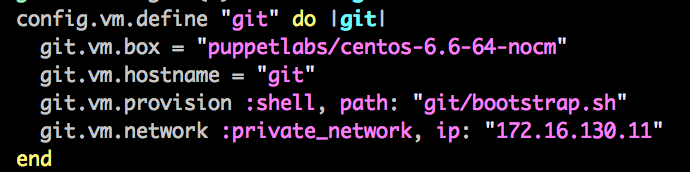 config.vm.define "git" do |git|
  git.vm.box = "puppetlabs/centos-6.6-64-nocm"
  git.vm.hostname = "git"
  git.vm.provision :shell, path: "git/bootstrap.sh"
  git.vm.network :private_network, ip: "172.16.130.11"
end